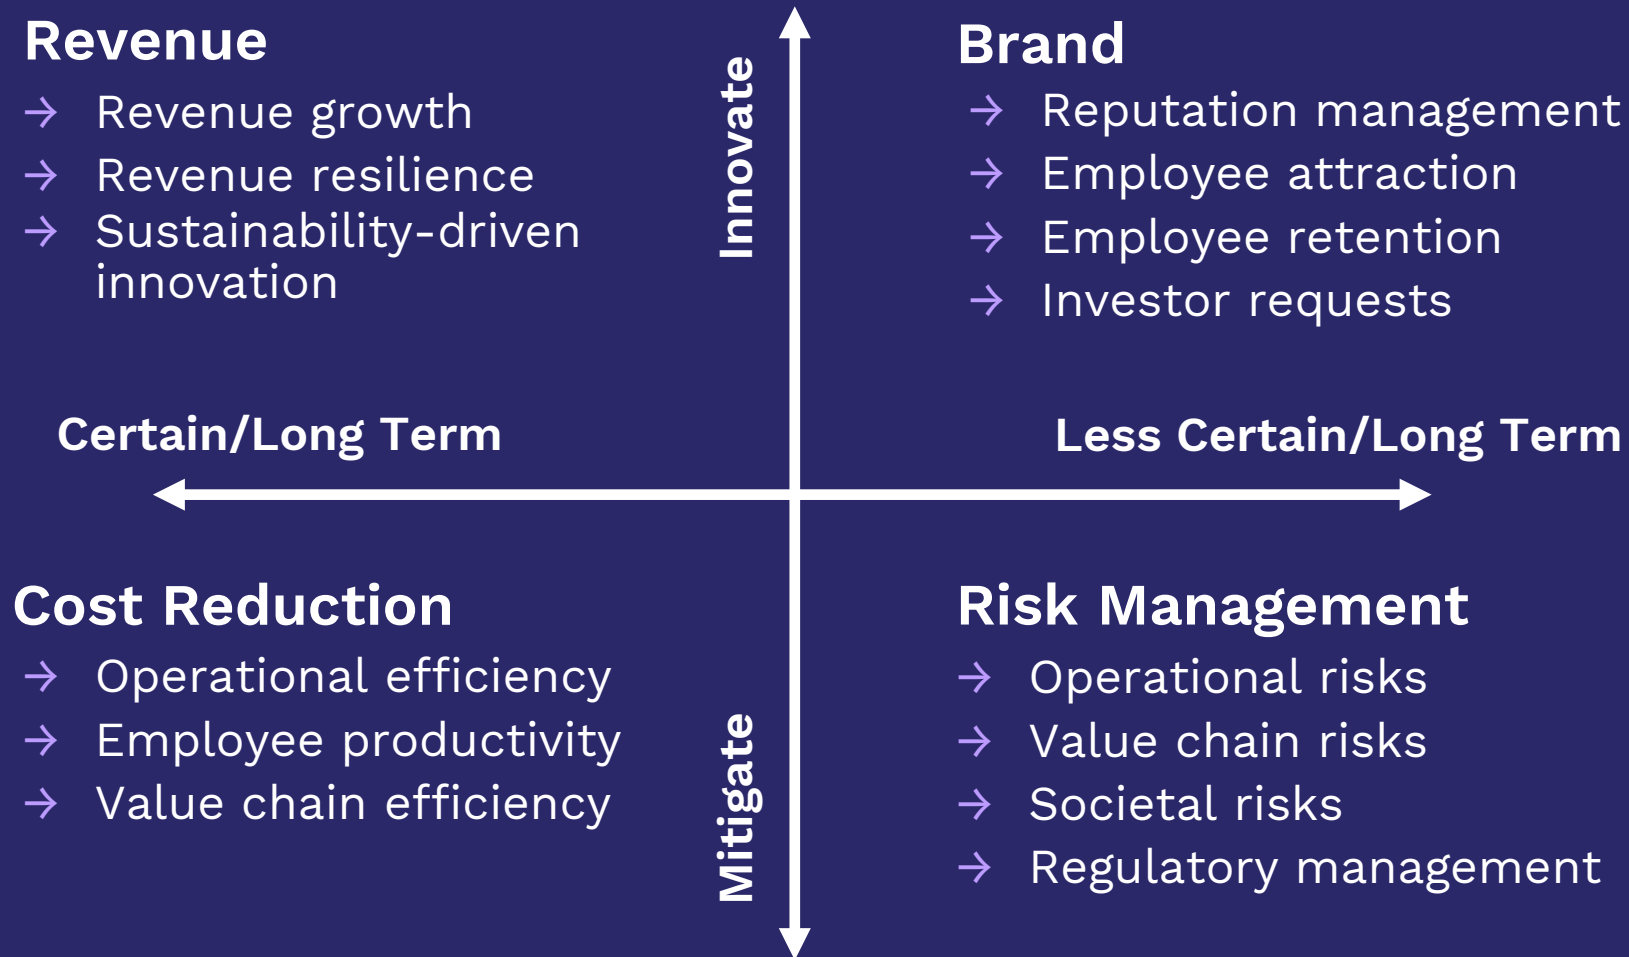 Revenue
→ Revenue growth
→ Revenue resilience
→ Sustainability-driven
innovation
Innovate
Brand
→ Reputation management
→ Employee attraction
→ Employee retention
→ Investor requests
Certain/Long Term
Less Certain/Long Term
Cost Reduction
→ Operational efficiency
→ Employee productivity
→ Value chain efficiency
Mitigate
Risk Management
→ Operational risks
→ Value chain risks
→ Societal risks
→ Regulatory management